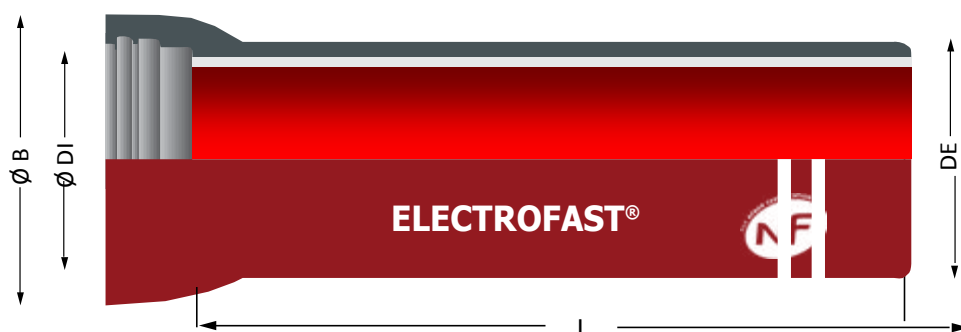 Ø B
Ø DI
ELECTROFAST®
NF
DE
L